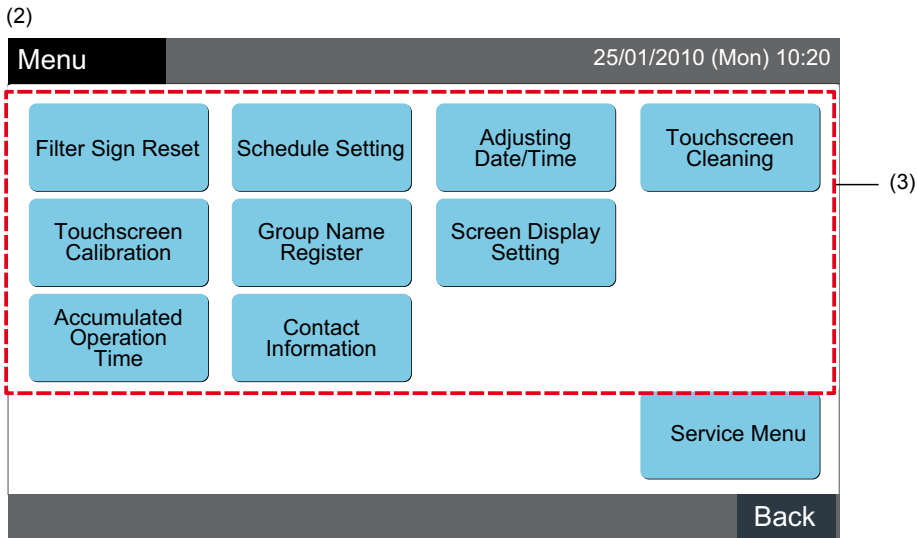 (2)
Menu
25/01/2010 (Mon) 10:20
Filter Sign Reset
Schedule Setting
Adjusting
Date/Time
Touchscreen
Cleaning
(3)
Touchscreen
Calibration
Group Name
Register
Screen Display
Setting
Accumulated
Operation
Time
Contact
Information
Service Menu
Back